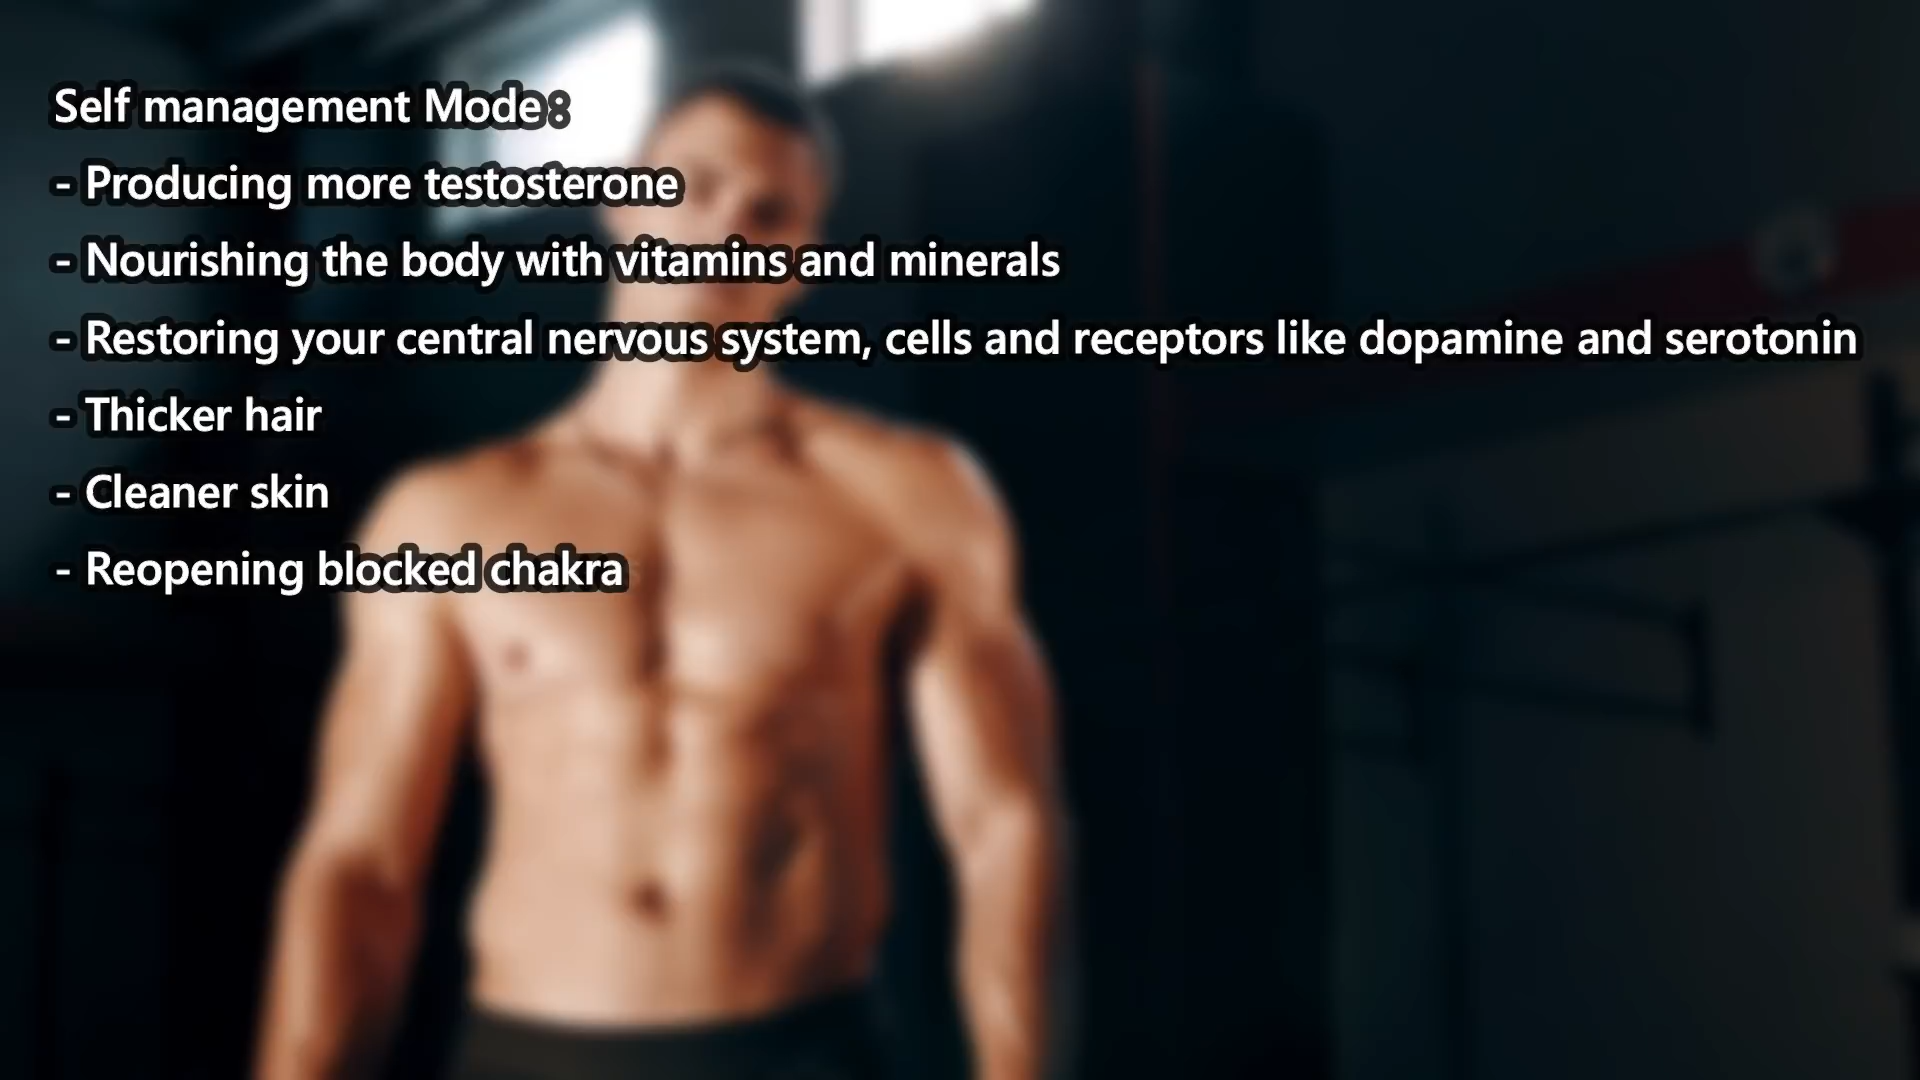 Self management Mode:
- Producing more testosterone
- Nourishing the body with vitamins and minerals
- Restoring your central nervous system, cells and receptors like dopamine and serotonin
- Thicker hair
- Cleaner skin
- Reopening blocked chakra